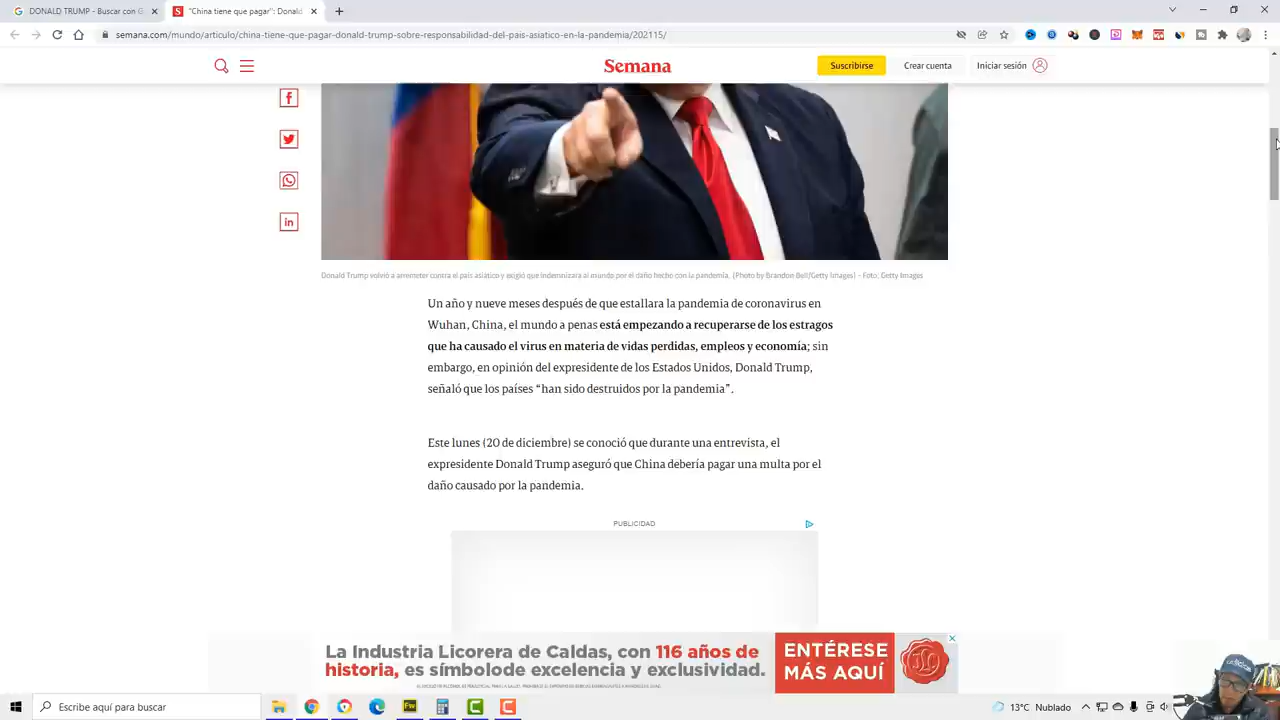 DONALD TRUMP - Buscar con G
"China tiene que pagar": Donald
semana.com/mundo/articulo/china-tiene-que-pagar-donald-trump-sobre-responsabilidad-del-pais-asiatico-en-la-pandemia/202115/
Semana
Suscribirse
Crear cuenta
Iniciar sesión
Donald Trump volvió a arremeter contra el país asiático y exigió que indemnizara al mundo por el daño hecho con la pandemia. (Photo by Brandon Bell/Getty Images) - Foto: Getty Images
Un año y nueve meses después de que estallara la pandemia de coronavirus en
Wuhan, China, el mundo a penas está empezando a recuperarse de los estragos
que ha causado el virus en materia de vidas perdidas, empleos y economía; sin
embargo, en opinión del expresidente de los Estados Unidos, Donald Trump,
señaló que los países “han sido destruidos por la pandemia”.
Este lunes (20 de diciembre) se conoció que durante una entrevista, el
expresidente Donald Trump aseguró que China debería pagar una multa por el
daño causado por la pandemia.
PUBLICIDAD
La Industria Licorera de Caldas, con 116 años de
historia, es símbolode excelencia y exclusividad.
ENTÉRESE
MÁS AQUÍ
Escribe aquí para buscar
13°C Nublado